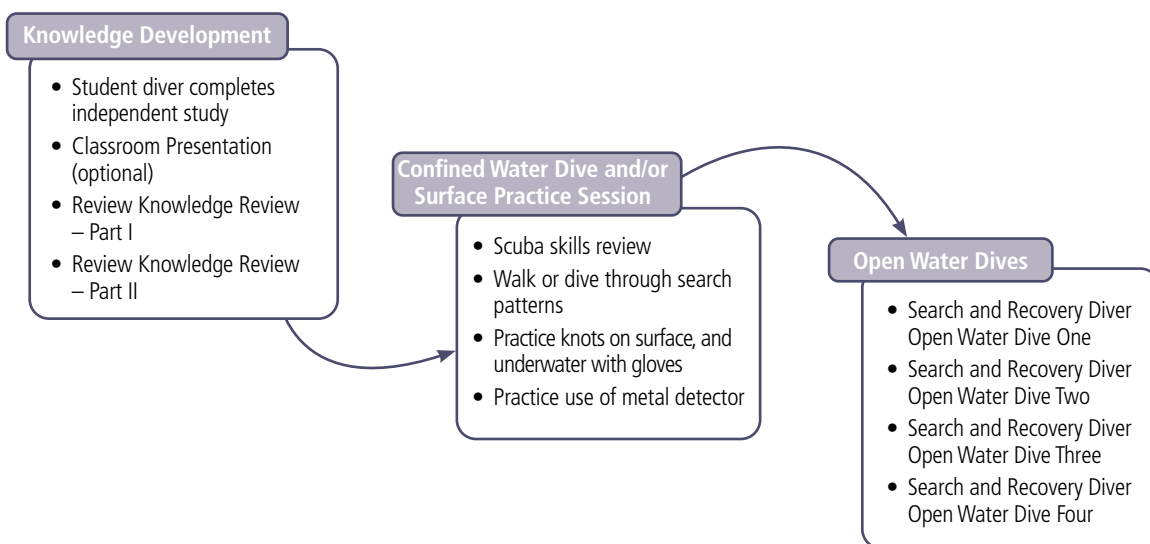 Knowledge Development
• Student diver completes
independent study
• Classroom Presentation
(optional)
• Review Knowledge Review
– Part I
• Review Knowledge Review
– Part II
Confined Water Dive and/or
Surface Practice Session
• Scuba skills review
• Walk or dive through search
patterns
• Practice knots on surface, and
underwater with gloves
• Practice use of metal detector
Open Water Dives
• Search and Recovery Diver
Open Water Dive One
• Search and Recovery Diver
Open Water Dive Two
• Search and Recovery Diver
Open Water Dive Three
• Search and Recovery Diver
Open Water Dive Four